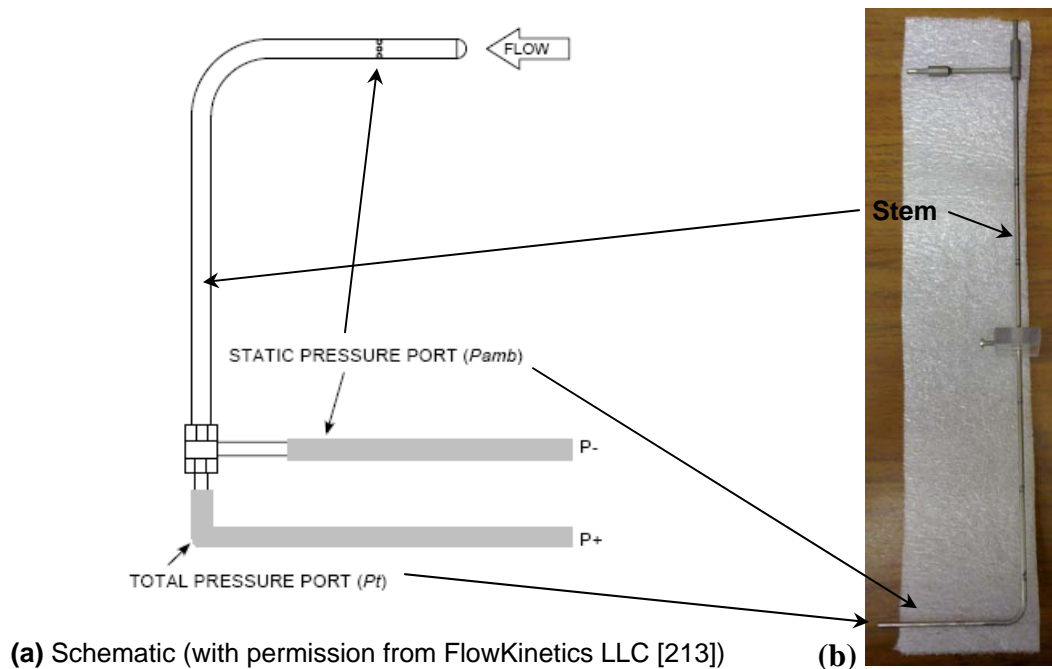 FLOW
Stem
STATIC PRESSURE PORT (Pamb)
P-
P+
TOTAL PRESSURE PORT (Pt)
(a) Schematic (with permission from FlowKinetics LLC [213])
(b)